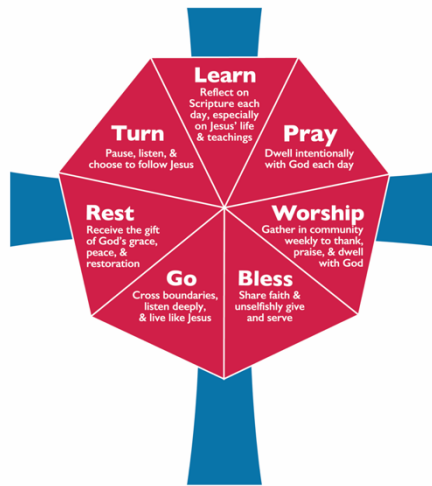 Learn
Reflect on
Scripture each
day, especially
on Jesus' life
& teachings
Turn
Pause, listen, &
choose to follow Jesus
Pray
Dwell intentionally
with God each day
Rest
Receive the gift
of God's grace,
peace, &
restoration
Worship
Gather in community
weekly to thank,
praise, & dwell
with God
Go
Cross boundaries,
listen deeply,
& live like Jesus
Bless
Share faith &
unselfishly give
and serve